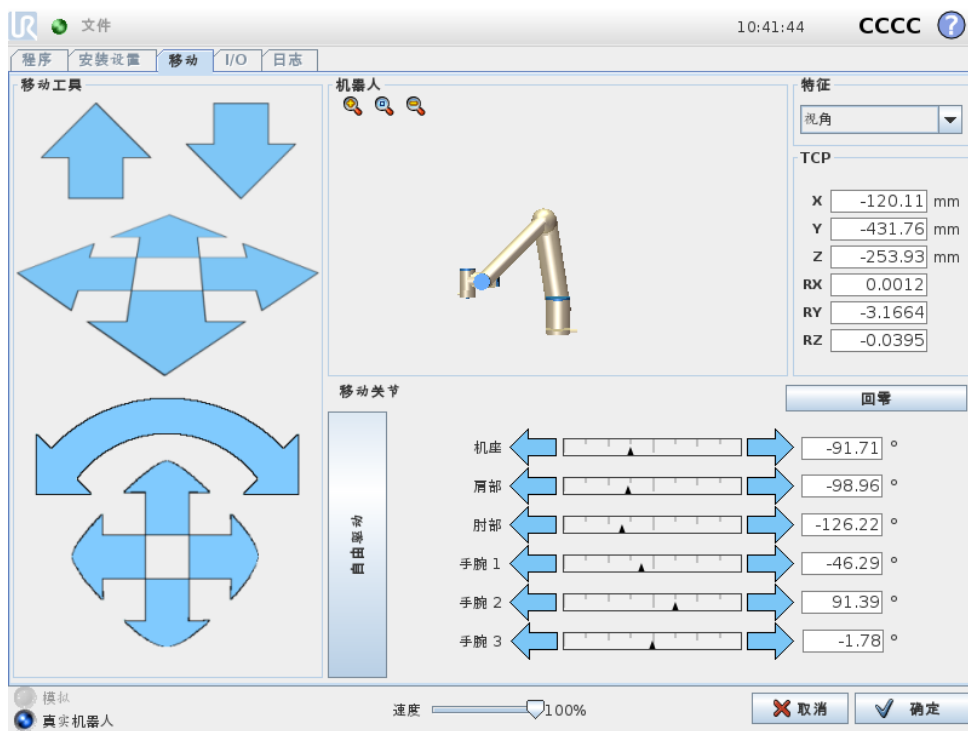 UR 文件 10:41:44 CCCC ?
程序 安装设置 移动 I/O 日志
移动工具
机器人
特征
视角
TCP
X -120.11 mm
Y -431.76 mm
Z -253.93 mm
RX 0.0012
RY -3.1664
RZ -0.0395
移动关节
回零
自由驱动
机座 -91.71 °
肩部 -98.96 °
肘部 -126.22 °
手腕 1 -46.29 °
手腕 2 91.39 °
手腕 3 -1.78 °
模拟
真实机器人
速度 100%
取消
确定